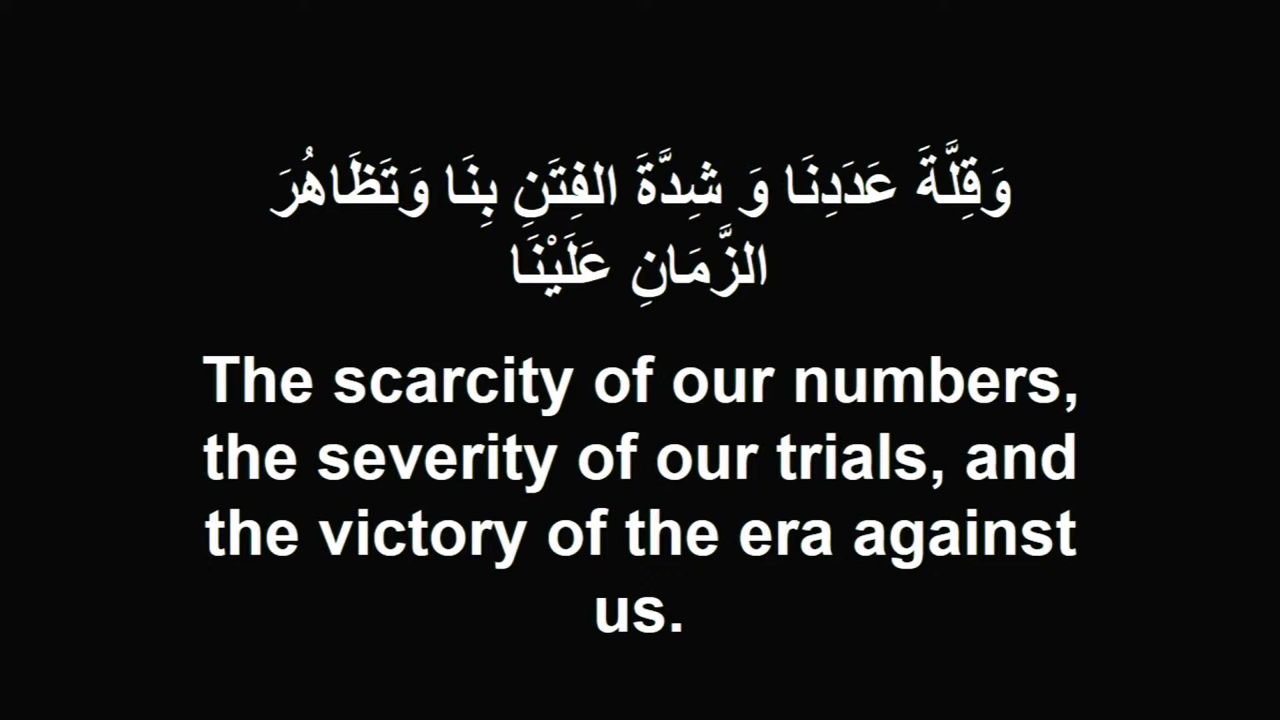 وَقِلَّةَ عَدَدِنَا وَ شِدَّةَ الفِتَنِ بِنَا وَتَظَاهُرَ
الزَّمَانِ عَلَيْنَا
The scarcity of our numbers,
the severity of our trials, and
the victory of the era against
us.